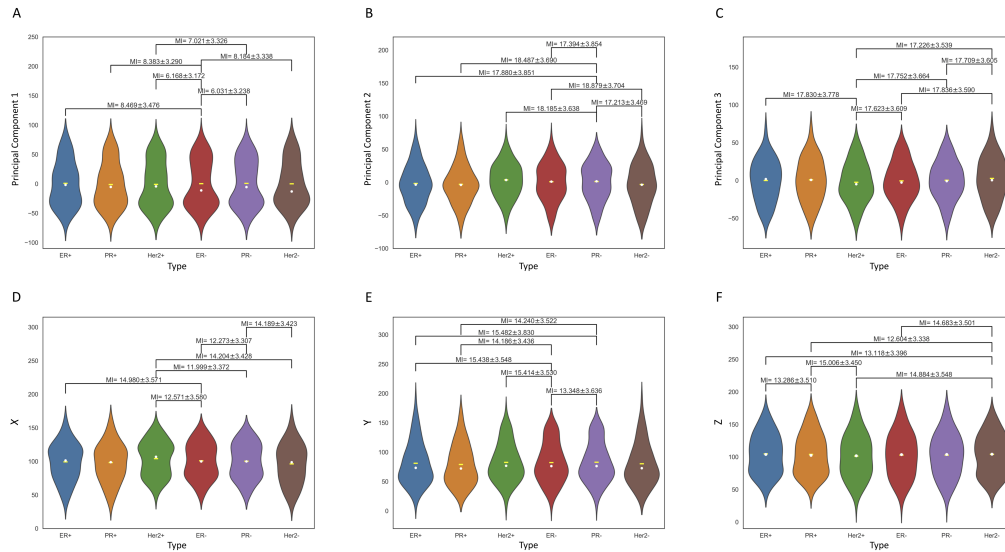 A
B
C
Principal Component 1
250
200
150
100
50
0
−50
−100
MI= 7.021±3.326
MI= 8.184±3.338
MI= 8.383±3.290
MI= 6.168±3.172
MI= 6.031±3.238
MI= 8.469±3.476
ER+ PR+ Her2+ ER- PR- Her2-
Type
Principal Component 2
200
150
100
50
0
−50
−100
MI= 17.394±3.854
MI= 18.487±3.690
MI= 17.880±3.851
MI= 18.879±3.704
MI= 17.213±3.469
MI= 18.185±3.638
ER+ PR+ Her2+ ER- PR- Her2-
Type
Principal Component 3
150
100
50
0
−50
MI= 17.226±3.539
MI= 17.709±3.605
MI= 17.752±3.664
MI= 17.836±3.590
MI= 17.830±3.778
MI= 17.623±3.609
ER+ PR+ Her2+ ER- PR- Her2-
Type
D
E
F
X
300
250
200
150
100
50
0
MI= 14.189±3.423
MI= 12.273±3.307
MI= 14.204±3.428
MI= 11.999±3.372
MI= 14.980±3.571
MI= 12.571±3.550
ER+ PR+ Her2+ ER- PR- Her2-
Type
Y
300
250
200
150
100
50
0
MI= 14.240±3.522
MI= 15.482±3.830
MI= 14.186±3.436
MI= 15.438±3.548
MI= 15.414±3.530
MI= 13.348±3.636
ER+ PR+ Her2+ ER- PR- Her2-
Type
Z
300
250
200
150
100
50
0
MI= 14.683±3.501
MI= 12.604±3.338
MI= 13.118±3.396
MI= 15.006±3.450
MI= 13.286±3.510
MI= 14.884±3.548
ER+ PR+ Her2+ ER- PR- Her2-
Type